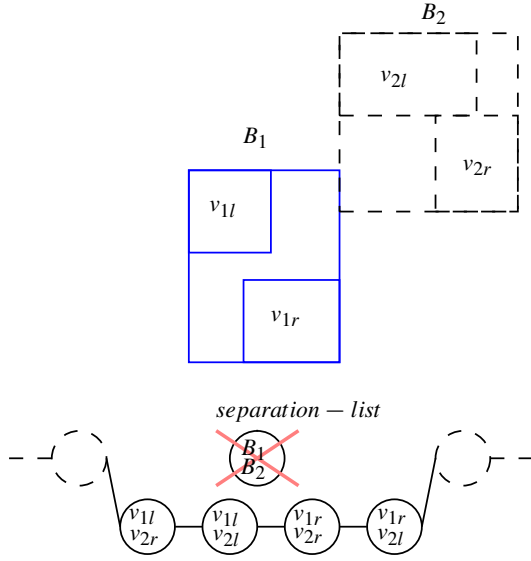 B₂
v₂ₗ
B₁
v₂ᵣ
v₁ₗ
v₁ᵣ
separation – list
B₁
B₂
v₁ₗ v₁ₗ v₁ᵣ v₁ᵣ
v₂ᵣ v₂ₗ v₂ᵣ v₂ₗ